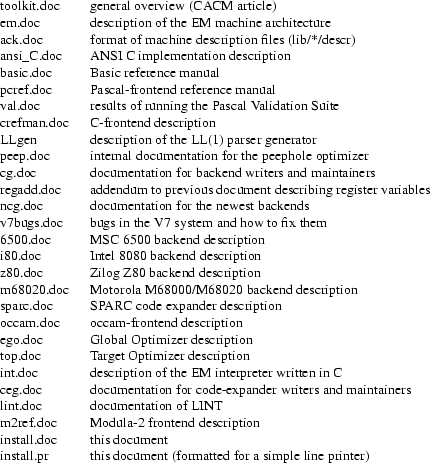 toolkit.doc general overview (CACM article)
em.doc description of the EM machine architecture
ack.doc format of machine description files (lib/*/descr)
ansi_C.doc ANSI C implementation description
basic.doc Basic reference manual
pcref.doc Pascal-frontend reference manual
val.doc results of running the Pascal Validation Suite
crefman.doc C-frontend description
LLgen description of the LL(1) parser generator
peep.doc internal documentation for the peephole optimizer
cg.doc documentation for backend writers and maintainers
regadd.doc addendum to previous document describing register variables
ncg.doc documentation for the newest backends
v7bugs.doc bugs in the V7 system and how to fix them
6500.doc MSC 6500 backend description
i80.doc Intel 8080 backend description
z80.doc Zilog Z80 backend description
m68020.doc Motorola M68000/M68020 backend description
sparc.doc SPARC code expander description
occam.doc occam-frontend description
ego.doc Global Optimizer description
top.doc Target Optimizer description
int.doc description of the EM interpreter written in C
ceg.doc documentation for code-expander writers and maintainers
lint.doc documentation of LINT
m2ref.doc Modula-2 frontend description
install.doc this document
install.pr this document (formatted for a simple line printer)